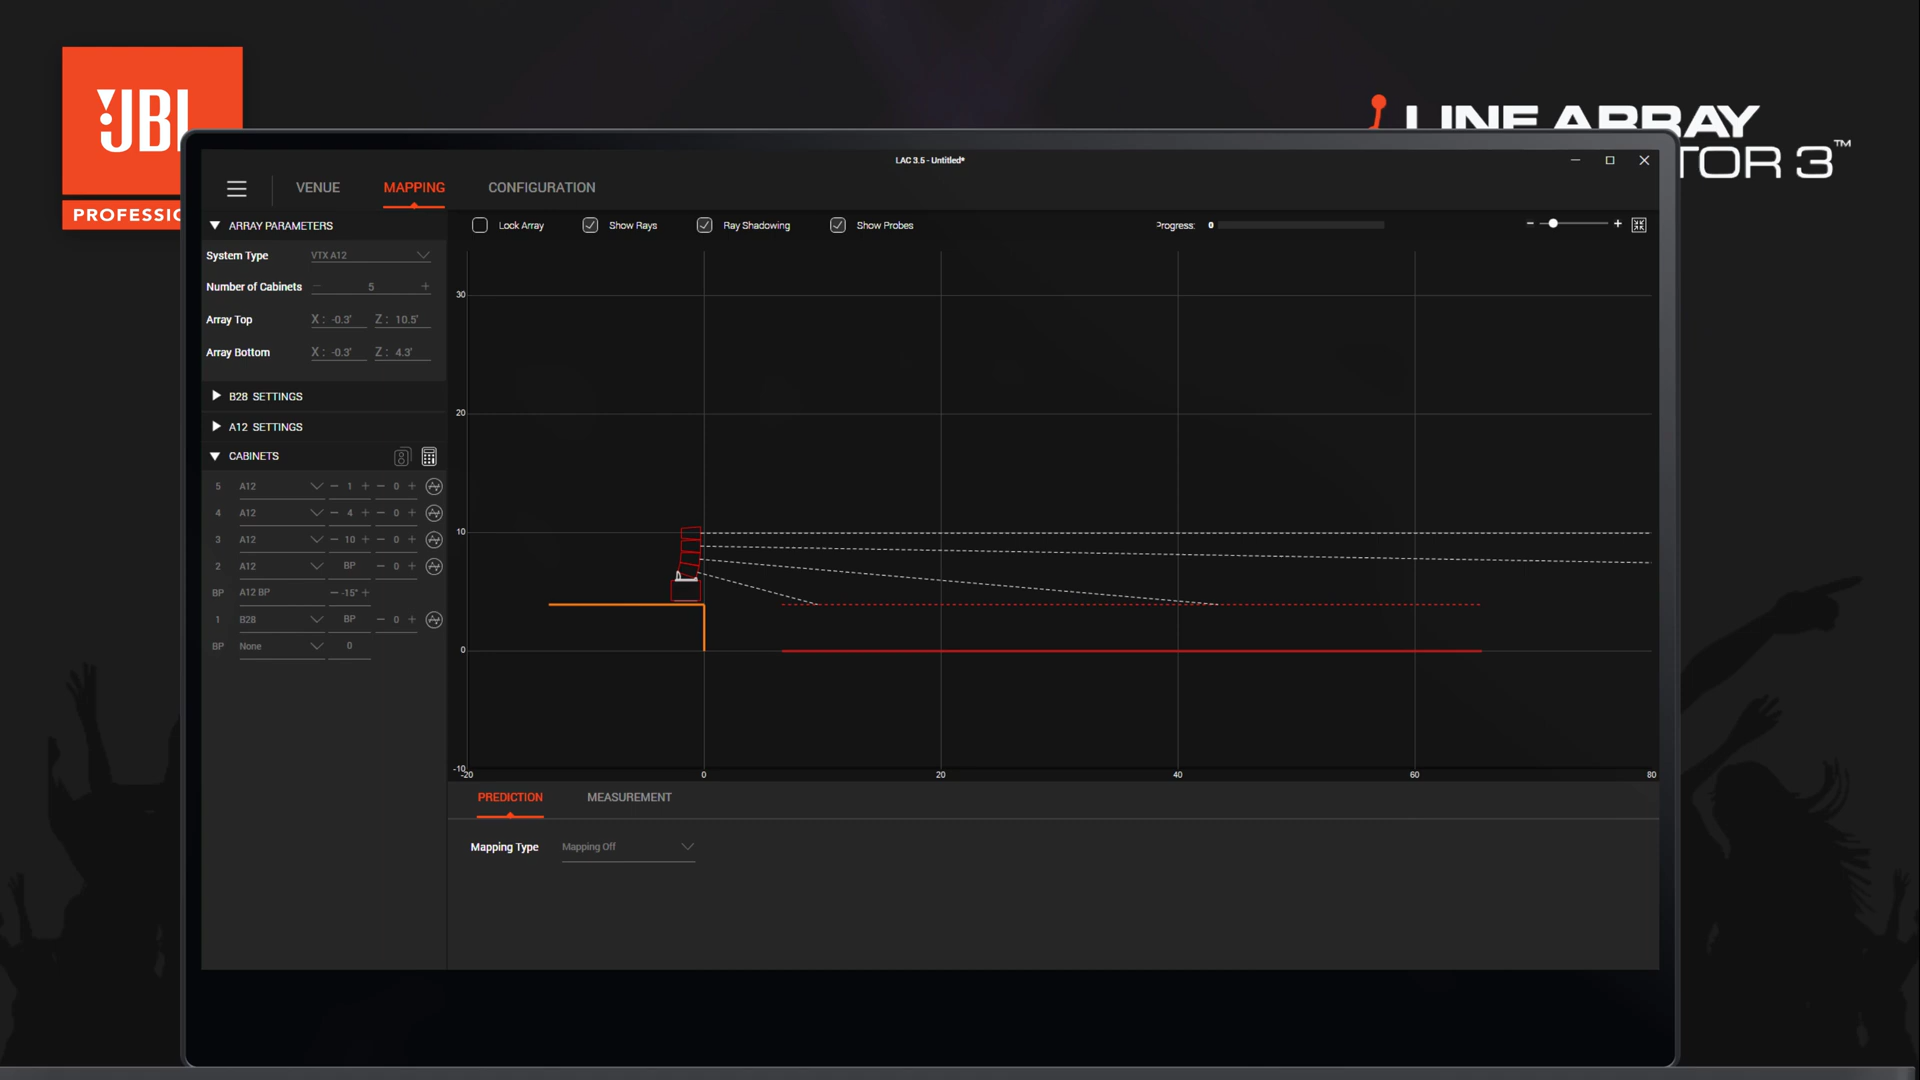 JBL
PROFESSIO
LINE ARRAY
TOR 3™
LAC 3.5 - Untitled*
VENUE
MAPPING
CONFIGURATION
ARRAY PARAMETERS
Lock Array
Show Rays
Ray Shadowing
Show Probes
Progress: 0
System Type VTX A12
Number of Cabinets − 5 +
Array Top X: -0.3' Z: 10.5'
Array Bottom X: -0.3' Z: 4.3'
B28 SETTINGS
A12 SETTINGS
CABINETS
5 A12 − 1 + − 0 +
4 A12 − 4 + − 0 +
3 A12 − 10 + − 0 +
2 A12 BP − 0 +
BP A12 BP − -15° +
1 B28 BP − 0 +
BP None 0
30
20
10
0
-10
-20 0 20 40 60 80
PREDICTION
MEASUREMENT
Mapping Type Mapping Off